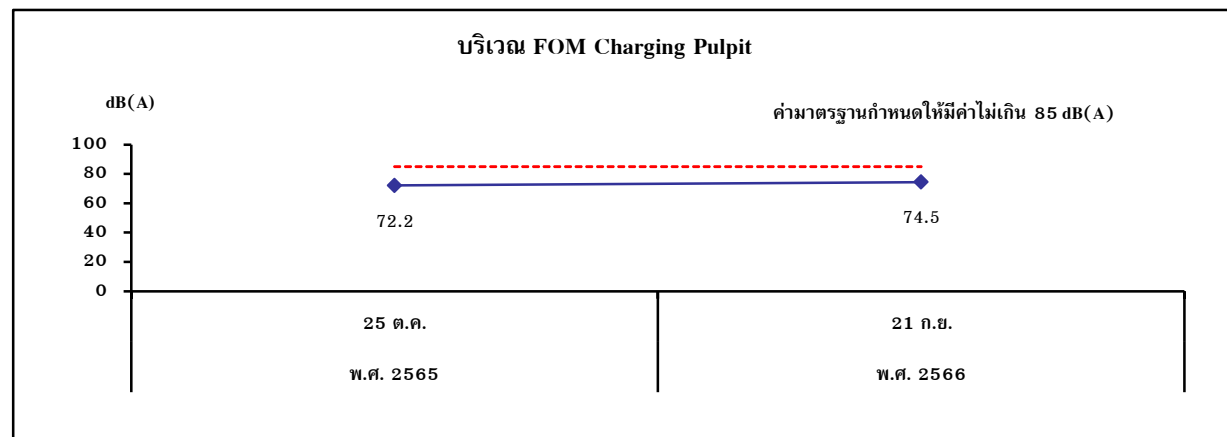 บริเวณ FOM Charging Pulpit
dB(A)
ค่ามาตรฐานกำหนดให้มีค่าไม่เกิน 85 dB(A)
100
80
60
40
20
0
72.2
74.5
25 ต.ค.
21 ก.ย.
พ.ศ. 2565
พ.ศ. 2566